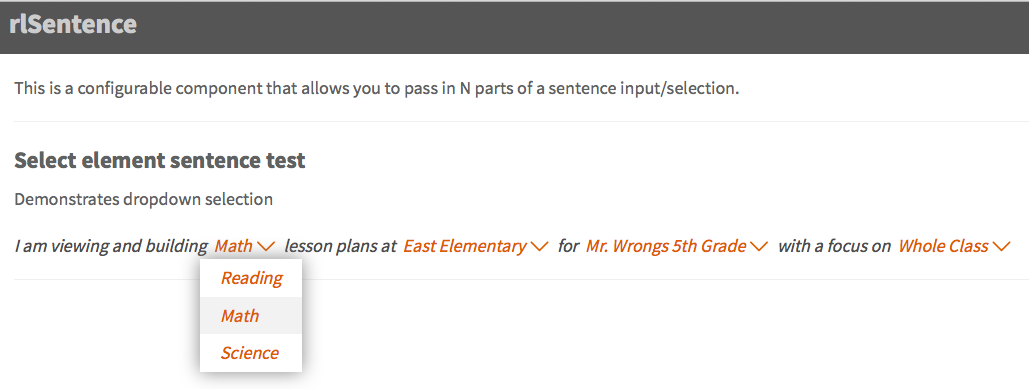 rlSentence
This is a configurable component that allows you to pass in N parts of a sentence input/selection.
Select element sentence test
Demonstrates dropdown selection
I am viewing and building Math lesson plans at East Elementary for Mr. Wrongs 5th Grade with a focus on Whole Class
Reading
Math
Science